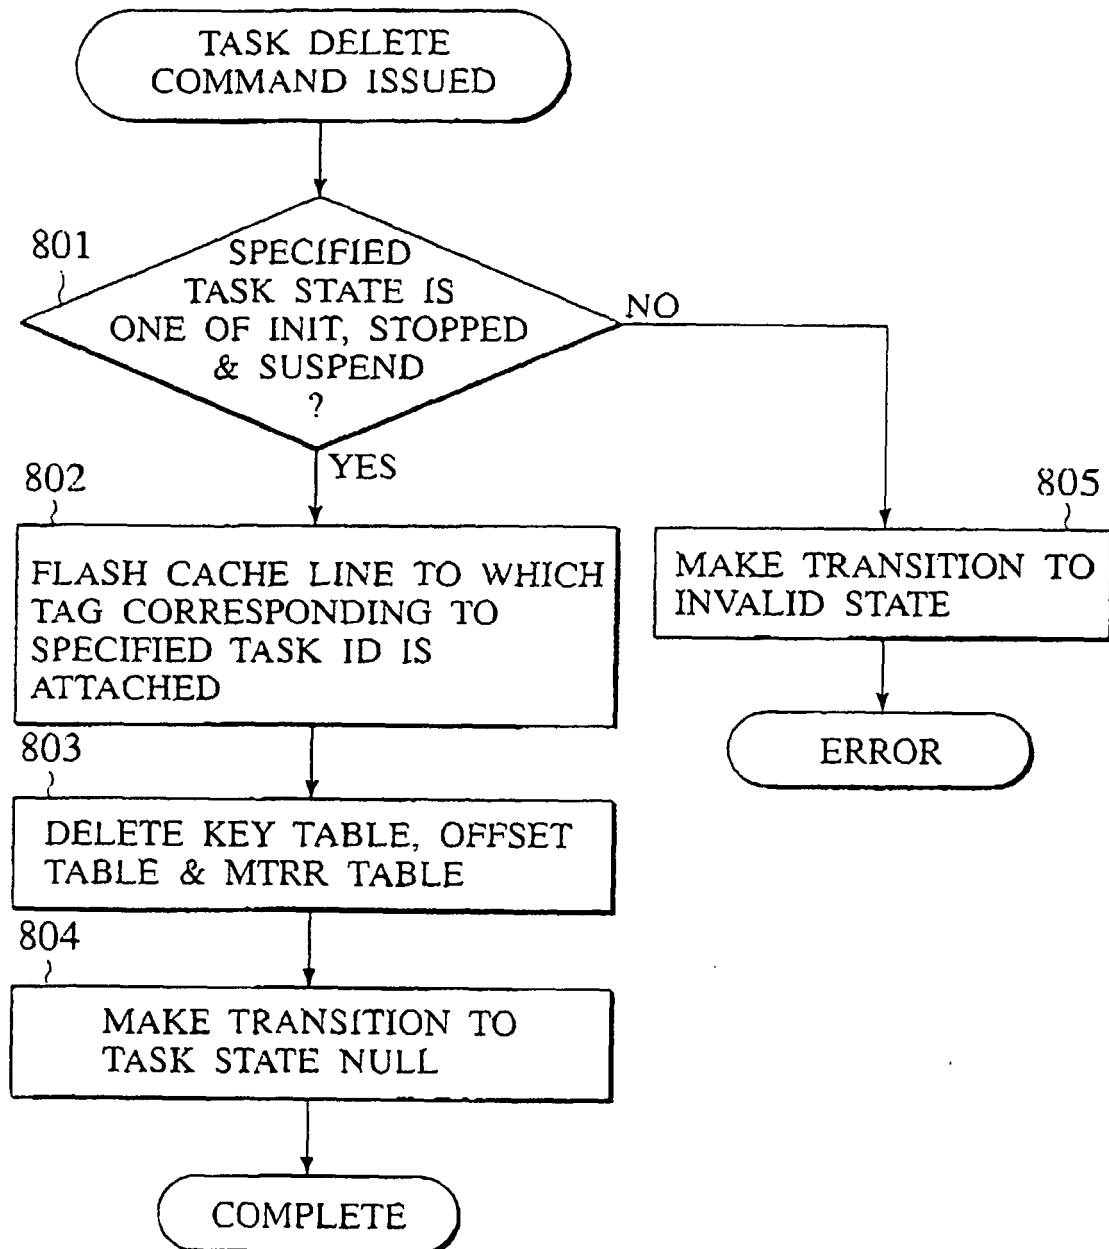 TASK DELETE
COMMAND ISSUED
801
SPECIFIED
TASK STATE IS
ONE OF INIT, STOPPED
& SUSPEND
?
NO
YES
802
FLASH CACHE LINE TO WHICH
TAG CORRESPONDING TO
SPECIFIED TASK ID IS
ATTACHED
805
MAKE TRANSITION TO
INVALID STATE
ERROR
803
DELETE KEY TABLE, OFFSET
TABLE & MTRR TABLE
804
MAKE TRANSITION TO
TASK STATE NULL
COMPLETE